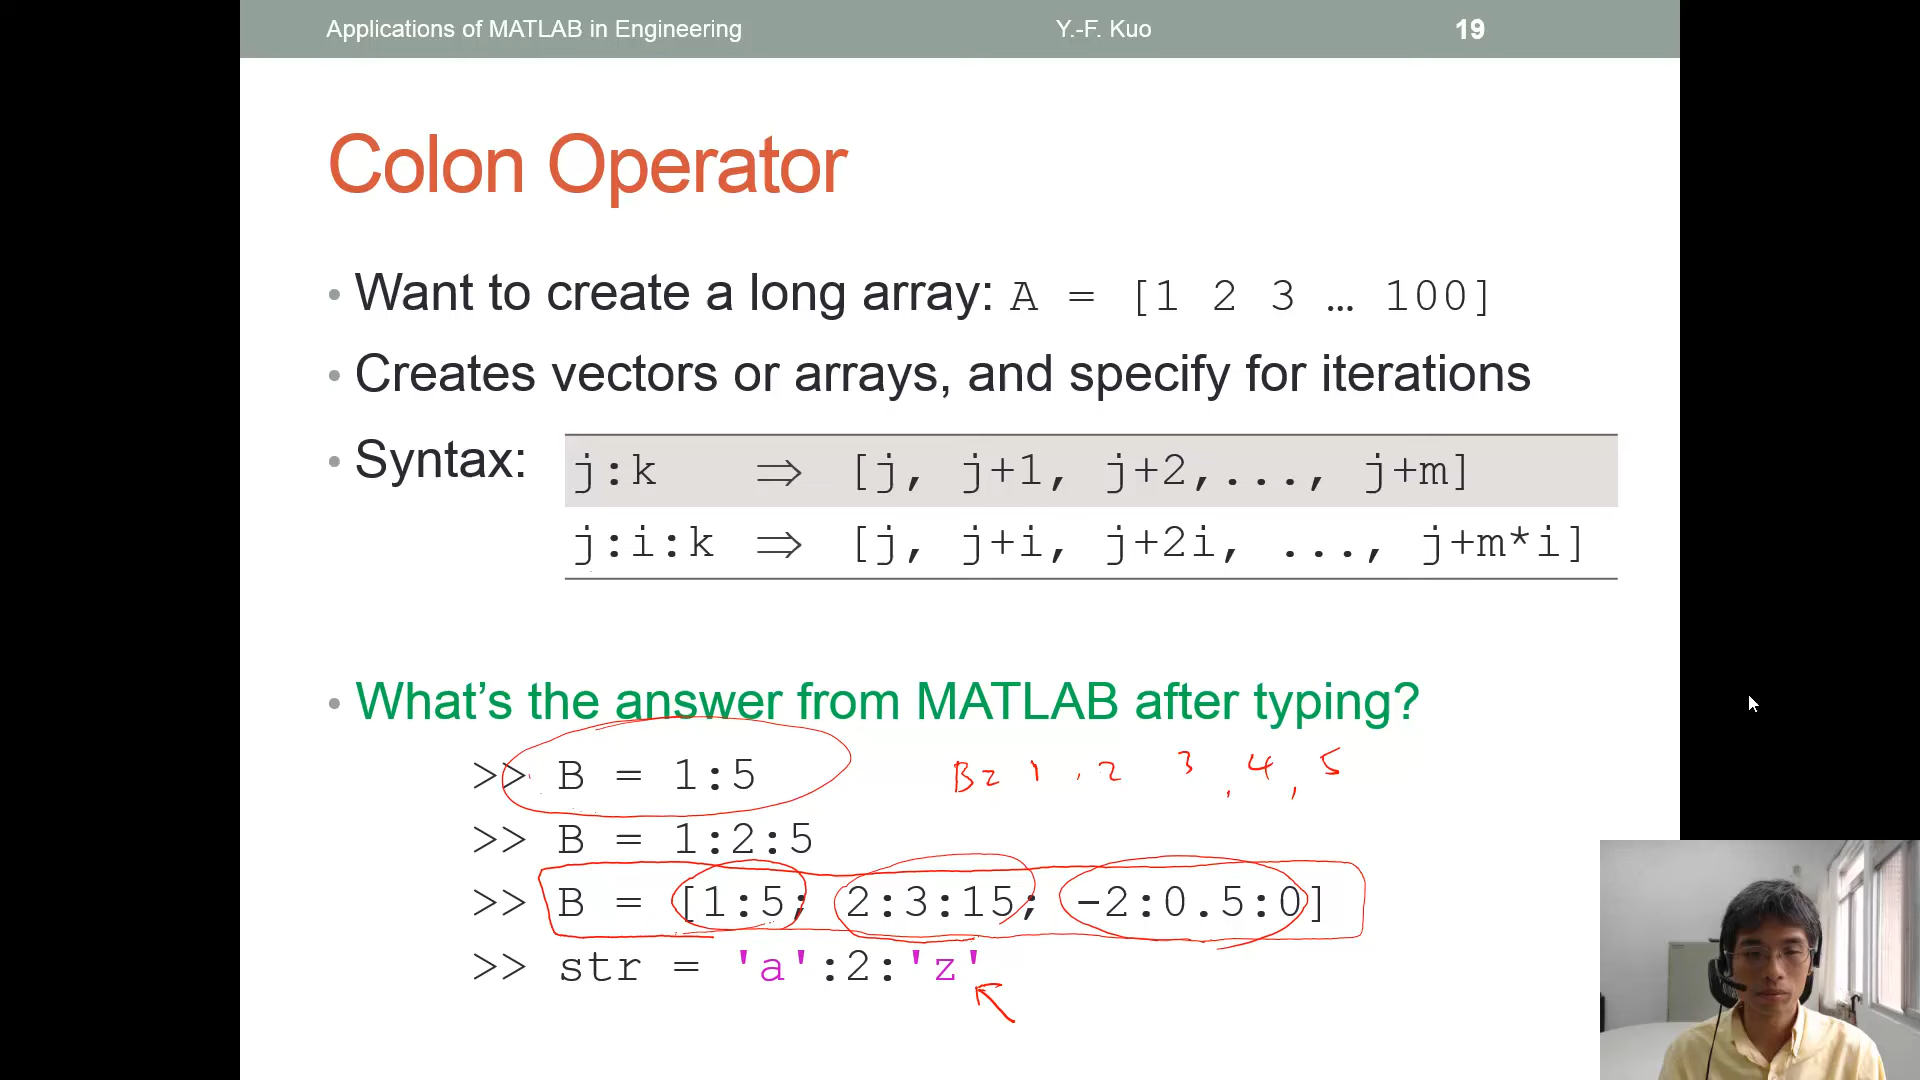 Applications of MATLAB in Engineering Y.-F. Kuo 19
Colon Operator
• Want to create a long array: A = [1 2 3 … 100]
• Creates vectors or arrays, and specify for iterations
• Syntax:
j:k ⇒ [j, j+1, j+2,..., j+m]
j:i:k ⇒ [j, j+i, j+2i, ..., j+m*i]
• What's the answer from MATLAB after typing?
>> B = 1:5 B= 1, 2 3, 4, 5
>> B = 1:2:5
>> B = [1:5; 2:3:15; -2:0.5:0]
>> str = 'a':2:'z'